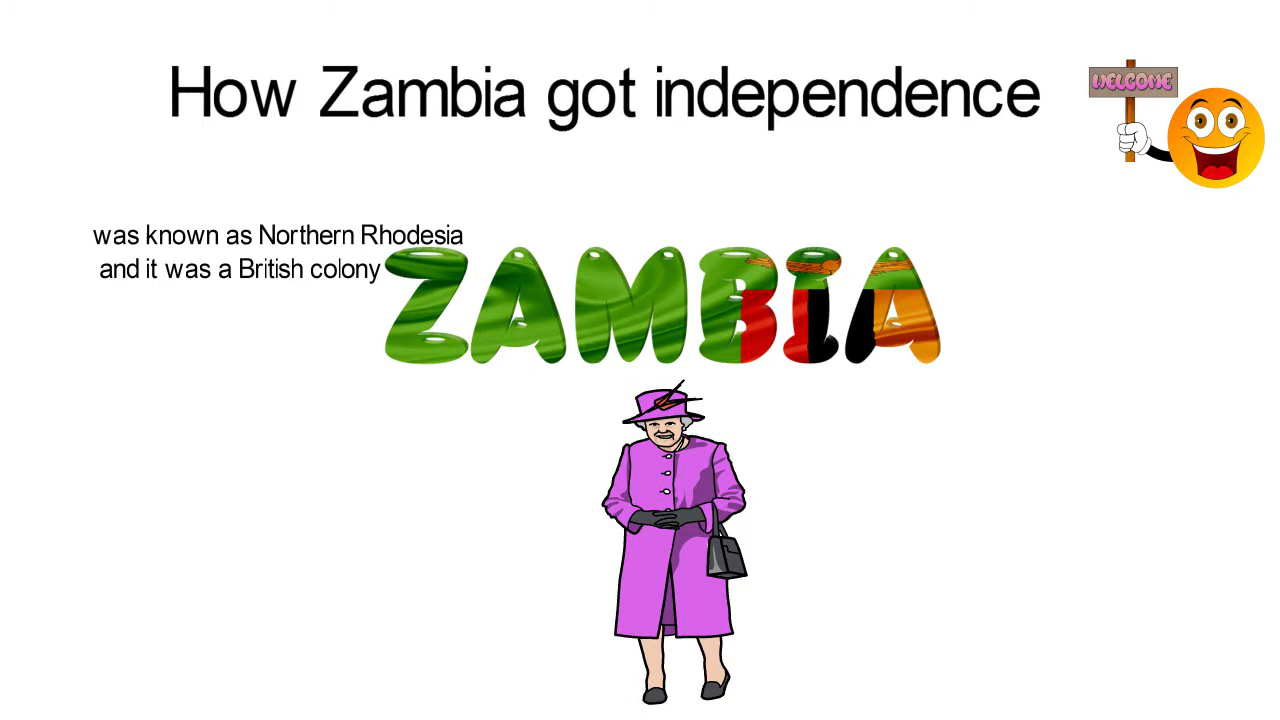 How Zambia got independence
WELCOME
was known as Northern Rhodesia
and it was a British colony
ZAMBIA